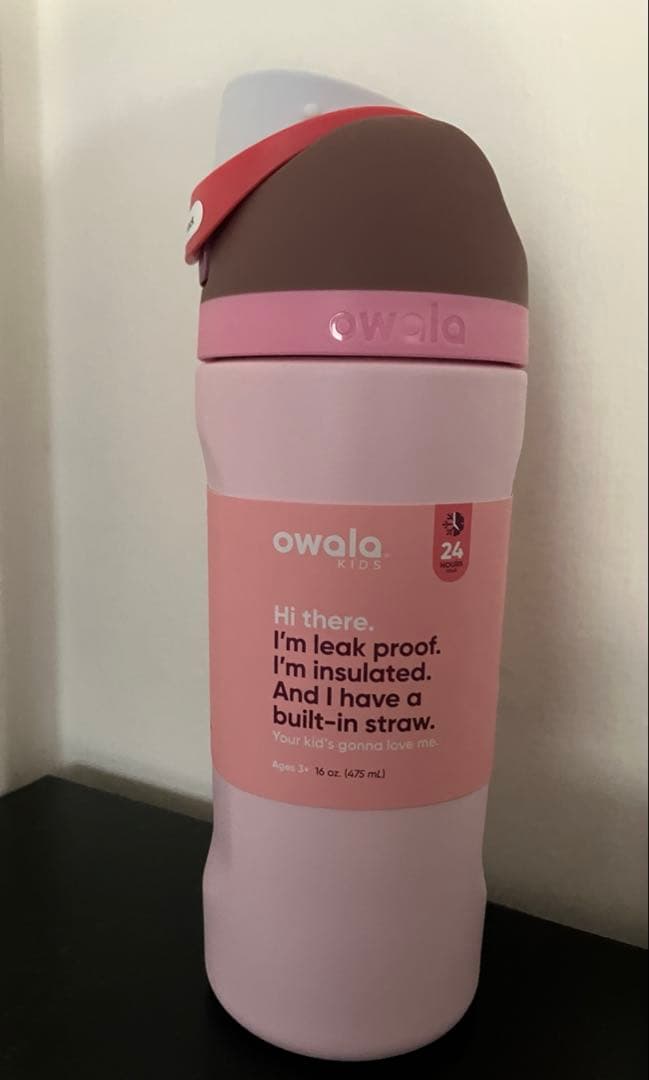 owala
owala
KIDS
24
HOURS
Hi there.
I'm leak proof.
I'm insulated.
And I have a
built-in straw.
Your kid's gonna love me.
Ages 3+ 16 oz. (475 mL)